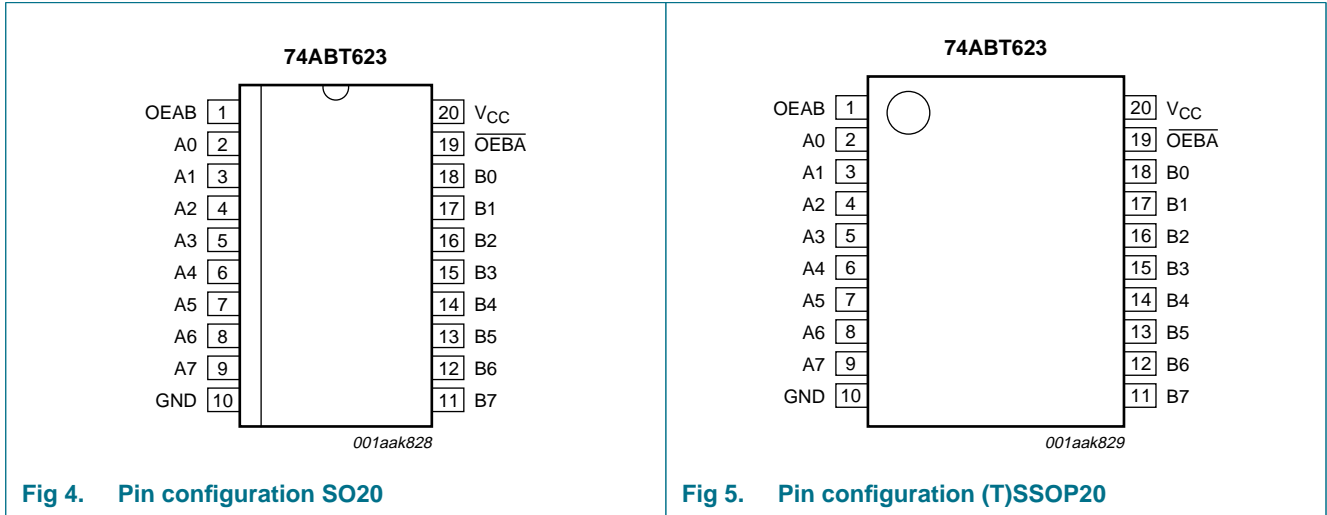 74ABT623
OEAB 1 20 VCC
A0 2 19 OEBA
A1 3 18 B0
A2 4 17 B1
A3 5 16 B2
A4 6 15 B3
A5 7 14 B4
A6 8 13 B5
A7 9 12 B6
GND 10 11 B7
001aak828
Fig 4. Pin configuration SO20
74ABT623
OEAB 1 20 VCC
A0 2 19 OEBA
A1 3 18 B0
A2 4 17 B1
A3 5 16 B2
A4 6 15 B3
A5 7 14 B4
A6 8 13 B5
A7 9 12 B6
GND 10 11 B7
001aak829
Fig 5. Pin configuration (T)SSOP20